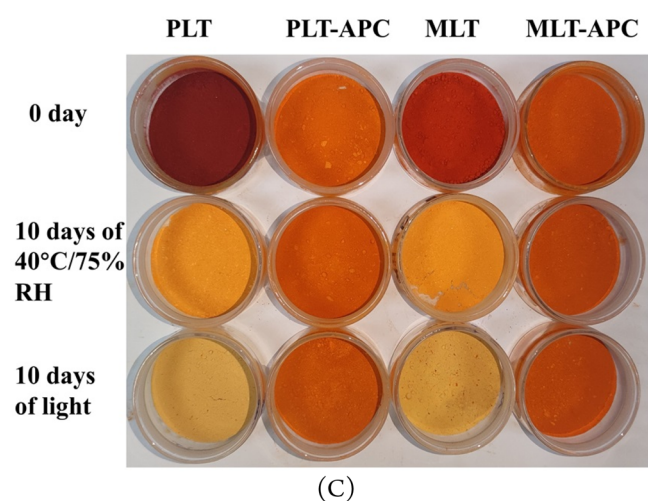 PLT PLT-APC MLT MLT-APC
0 day
10 days of
40°C/75%
RH
10 days
of light
(C)